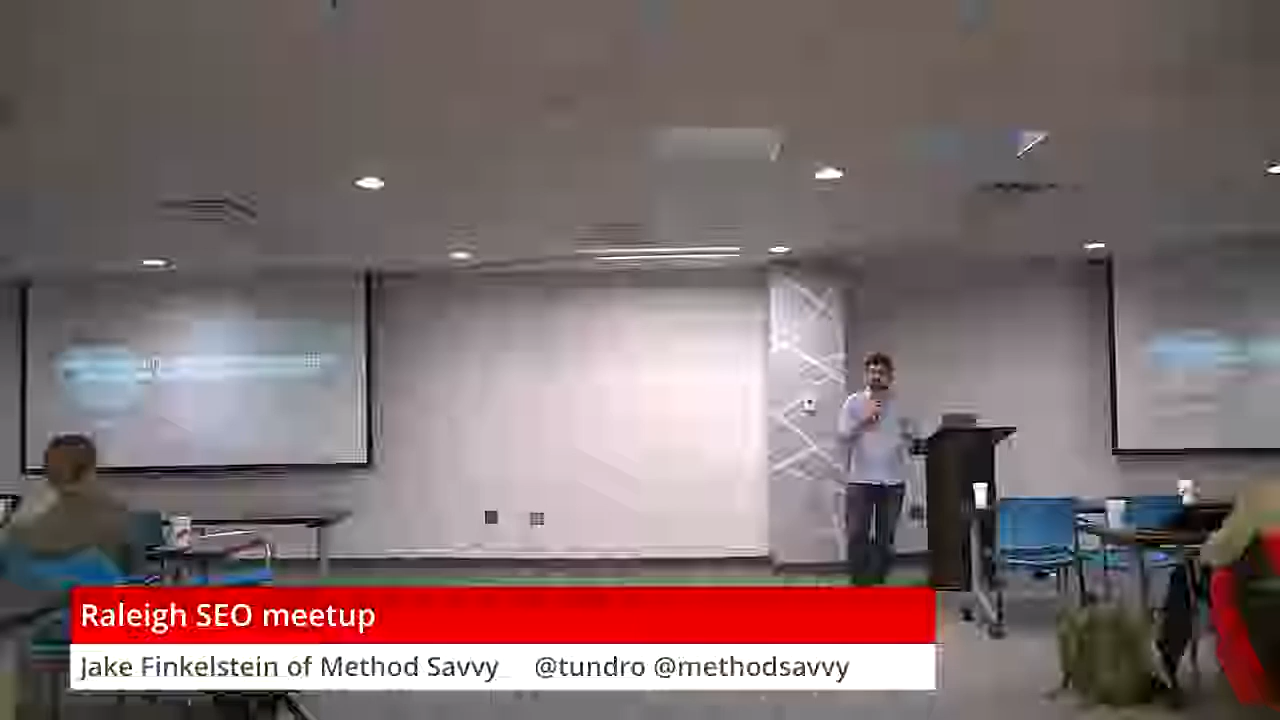 Raleigh SEO meetup
Jake Finkelstein of Method Savvy @tundro @methodsavvy